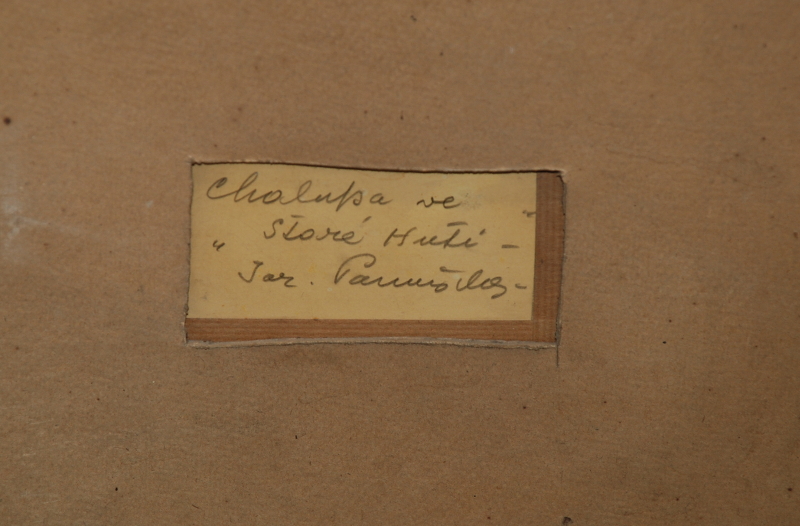 Chalupa ve
„ Staré Huti – "
Jar. Panuška –